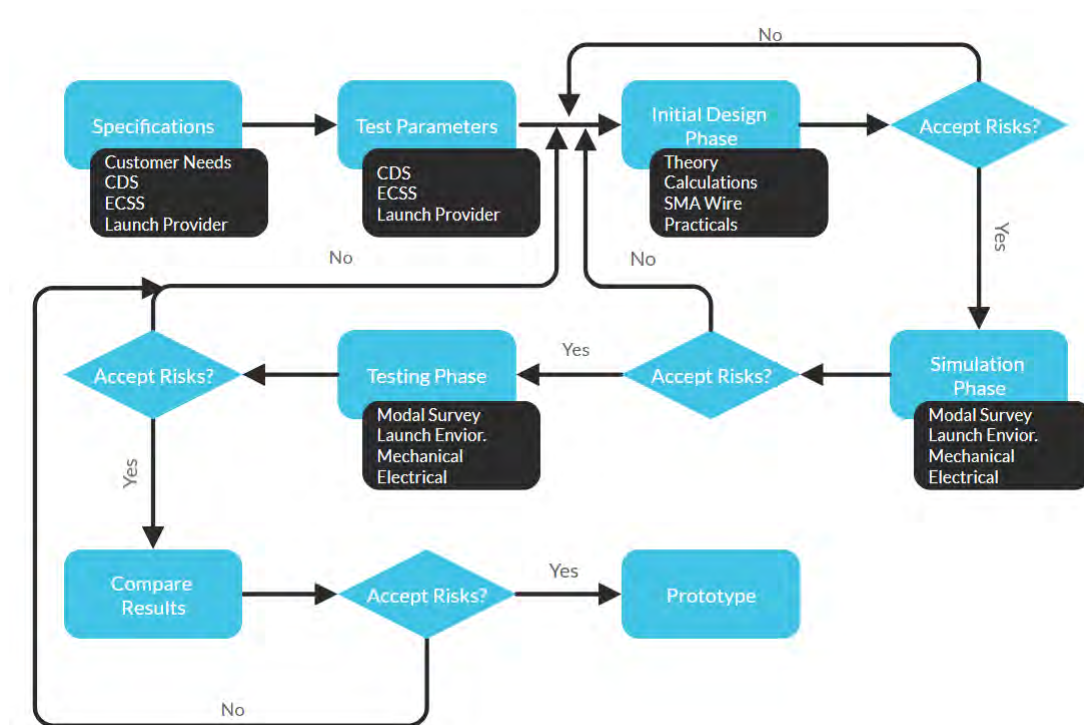 No
Specifications
Customer Needs
CDS
ECSS
Launch Provider
Test Parameters
CDS
ECSS
Launch Provider
Initial Design
Phase
Theory
Calculations
SMA Wire
Practicals
Accept Risks?
Yes
No
No
Accept Risks?
Testing Phase
Modal Survey
Launch Envior.
Mechanical
Electrical
Yes
Accept Risks?
Simulation
Phase
Modal Survey
Launch Envior.
Mechanical
Electrical
Yes
Compare
Results
Accept Risks?
Yes
Prototype
No